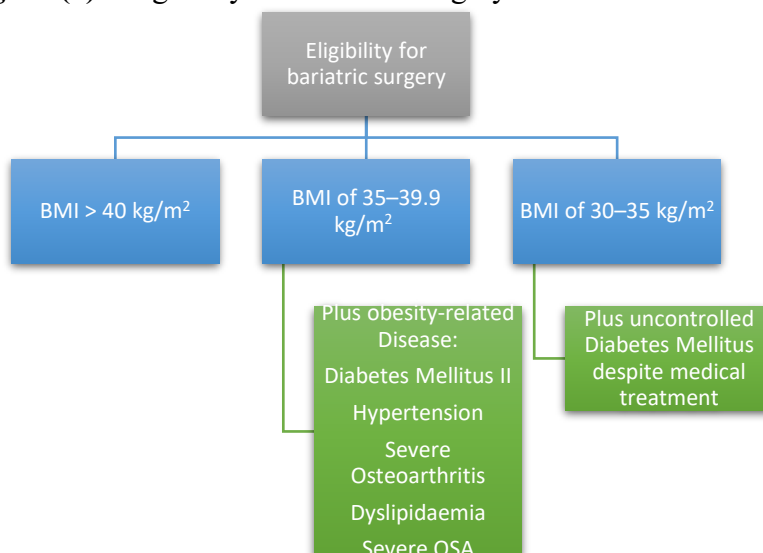 Eligibility for
bariatric surgery
BMI > 40 kg/m²
BMI of 35–39.9
kg/m²
BMI of 30–35 kg/m²
Plus obesity-related
Disease:
Diabetes Mellitus II
Hypertension
Severe
Osteoarthritis
Dyslipidaemia
Severe OSA
Plus uncontrolled
Diabetes Mellitus
despite medical
treatment